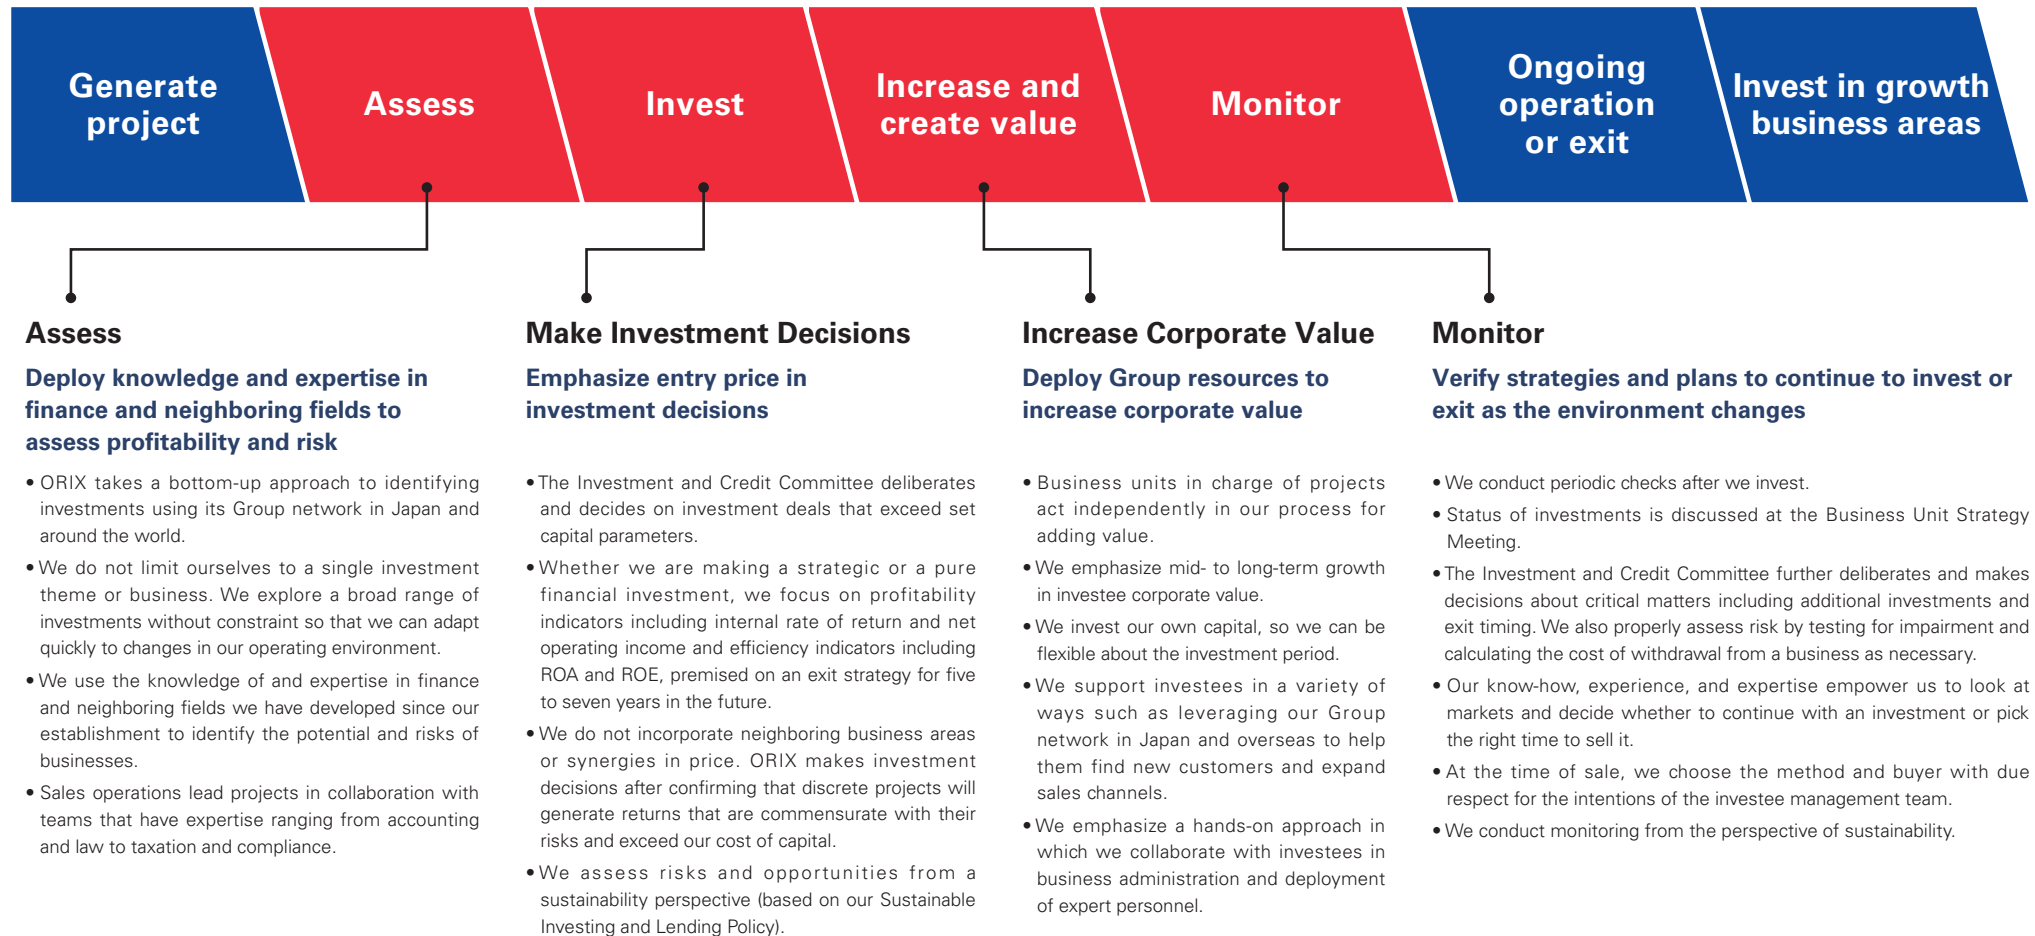 Generate
project
Assess
Invest
Increase and
create value
Monitor
Ongoing
operation
or exit
Invest in growth
business areas
Assess
Deploy knowledge and expertise in
finance and neighboring fields to
assess profitability and risk
• ORIX takes a bottom-up approach to identifying
investments using its Group network in Japan and
around the world.
• We do not limit ourselves to a single investment
theme or business. We explore a broad range of
investments without constraint so that we can adapt
quickly to changes in our operating environment.
• We use the knowledge of and expertise in finance
and neighboring fields we have developed since our
establishment to identify the potential and risks of
businesses.
• Sales operations lead projects in collaboration with
teams that have expertise ranging from accounting
and law to taxation and compliance.
Make Investment Decisions
Emphasize entry price in
investment decisions
• The Investment and Credit Committee deliberates
and decides on investment deals that exceed set
capital parameters.
• Whether we are making a strategic or a pure
financial investment, we focus on profitability
indicators including internal rate of return and net
operating income and efficiency indicators including
ROA and ROE, premised on an exit strategy for five
to seven years in the future.
• We do not incorporate neighboring business areas
or synergies in price. ORIX makes investment
decisions after confirming that discrete projects will
generate returns that are commensurate with their
risks and exceed our cost of capital.
• We assess risks and opportunities from a
sustainability perspective (based on our Sustainable
Investing and Lending Policy).
Increase Corporate Value
Deploy Group resources to
increase corporate value
• Business units in charge of projects
act independently in our process for
adding value.
• We emphasize mid- to long-term growth
in investee corporate value.
• We invest our own capital, so we can be
flexible about the investment period.
• We support investees in a variety of
ways such as leveraging our Group
network in Japan and overseas to help
them find new customers and expand
sales channels.
• We emphasize a hands-on approach in
which we collaborate with investees in
business administration and deployment
of expert personnel.
Monitor
Verify strategies and plans to continue to invest or
exit as the environment changes
• We conduct periodic checks after we invest.
• Status of investments is discussed at the Business Unit Strategy
Meeting.
• The Investment and Credit Committee further deliberates and makes
decisions about critical matters including additional investments and
exit timing. We also properly assess risk by testing for impairment and
calculating the cost of withdrawal from a business as necessary.
• Our know-how, experience, and expertise empower us to look at
markets and decide whether to continue with an investment or pick
the right time to sell it.
• At the time of sale, we choose the method and buyer with due
respect for the intentions of the investee management team.
• We conduct monitoring from the perspective of sustainability.